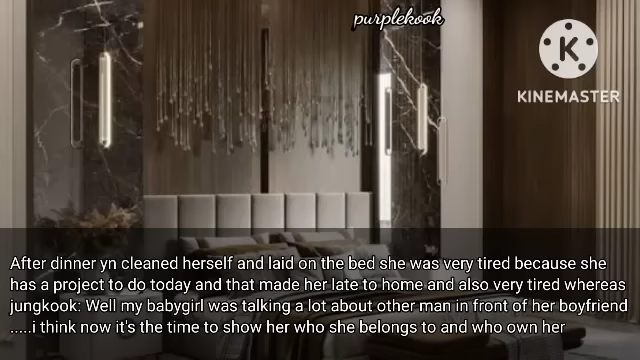 purplekook
K
KINEMASTER
After dinner yn cleaned herself and laid on the bed she was very tired because she
has a project to do today and that made her late to home and also very tired whereas
jungkook: Well my babygirl was talking a lot about other man in front of her boyfriend
.....i think now it's the time to show her who she belongs to and who own her